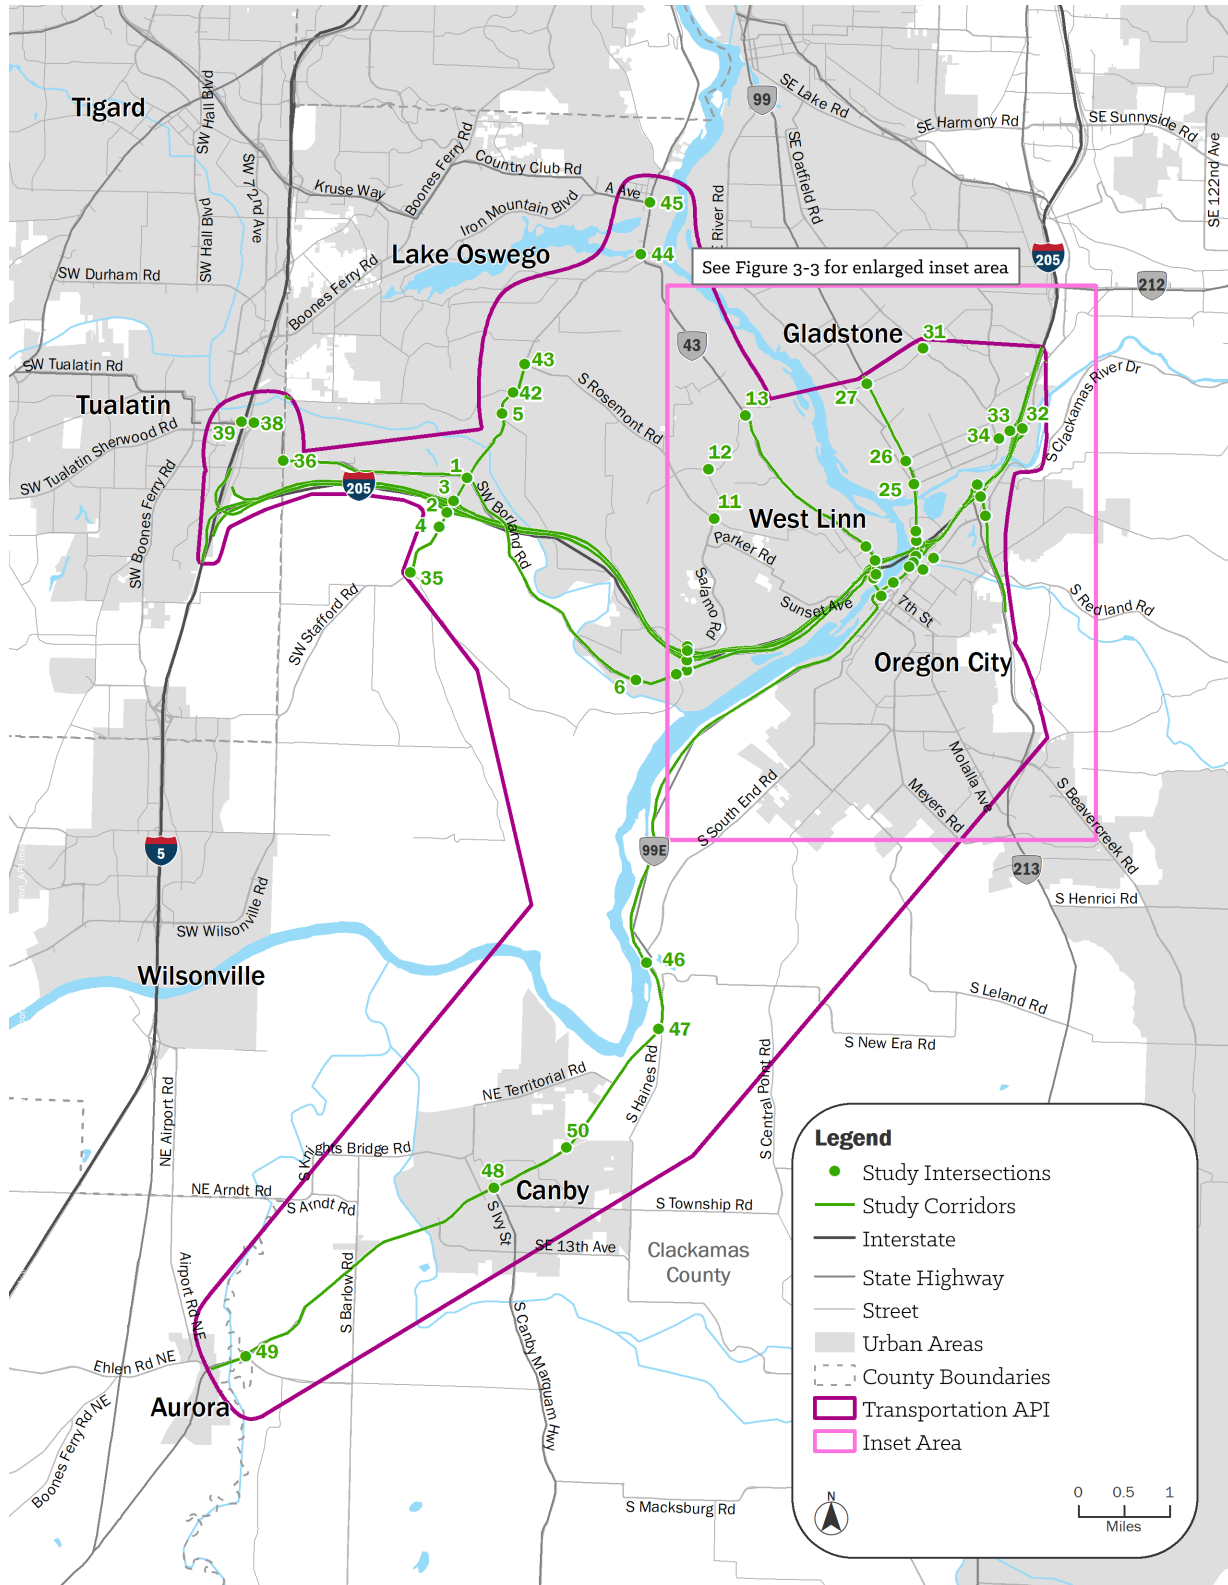 Tigard
SW Hall Blvd
SW 72nd Ave
SW Hall Blvd
Kruse Way
Boones Ferry Rd
Country Club Rd
A Ave
Iron Mountain Blvd
Lake Oswego
SW Durham Rd
Boones Ferry Rd
99
SE Lake Rd
SE Harmony Rd
SE Sunnyside Rd
SE Oatfield Rd
SE 122nd Ave
River Rd
45
44
205
212
See Figure 3-3 for enlarged inset area
Gladstone
31
43
SW Tualatin Rd
Tualatin
SW Tualatin Sherwood Rd
SW Boones Ferry Rd
39
38
36
43
42
5
S Rosemont Rd
13
27
33
32
34
S Clackamas River Dr
12
26
25
11
West Linn
Parker Rd
1
3
2
4
205
SW Borland Rd
35
SW Stafford Rd
Salamo Rd
Sunset Ave
7th St
S Redland Rd
Oregon City
6
Molalla Ave
Meyers Rd
S South End Rd
S Beavercreek Rd
99E
213
S Henrici Rd
5
SW Wilsonville Rd
Wilsonville
46
47
S Leland Rd
S New Era Rd
S Central Point Rd
S Haines Rd
NE Territorial Rd
NE Airport Rd
50
48
Canby
S Knights Bridge Rd
NE Arndt Rd
S Arndt Rd
S Ivy St
S Township Rd
SE 13th Ave
Clackamas
County
Airport Rd NE
S Barlow Rd
49
Ehlen Rd NE
Aurora
Boones Ferry Rd NE
S Canby Marquam Hwy
S Macksburg Rd
Legend
Study Intersections
Study Corridors
Interstate
State Highway
Street
Urban Areas
County Boundaries
Transportation API
Inset Area
N
0 0.5 1
Miles